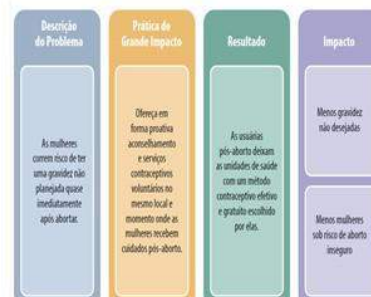 Descrição
do Problema
As mulheres
correm risco de ter
uma gravidez não
planejada quase
imediatamente
após abortar.
Prática de
Grande Impacto
Ofereça em
forma proativa
aconselhamento
e serviços
contraceptivos
voluntários no
mesmo local e
momento onde as
mulheres recebem
cuidados pós-aborto.
Resultado
As usuárias
pós-aborto deixam
as unidades de saúde
com um método
contraceptivo efetivo
e gratuito escolhido
por elas.
Impacto
Menos gravidez
não desejadas
Menos mulheres
sob risco de aborto
inseguro